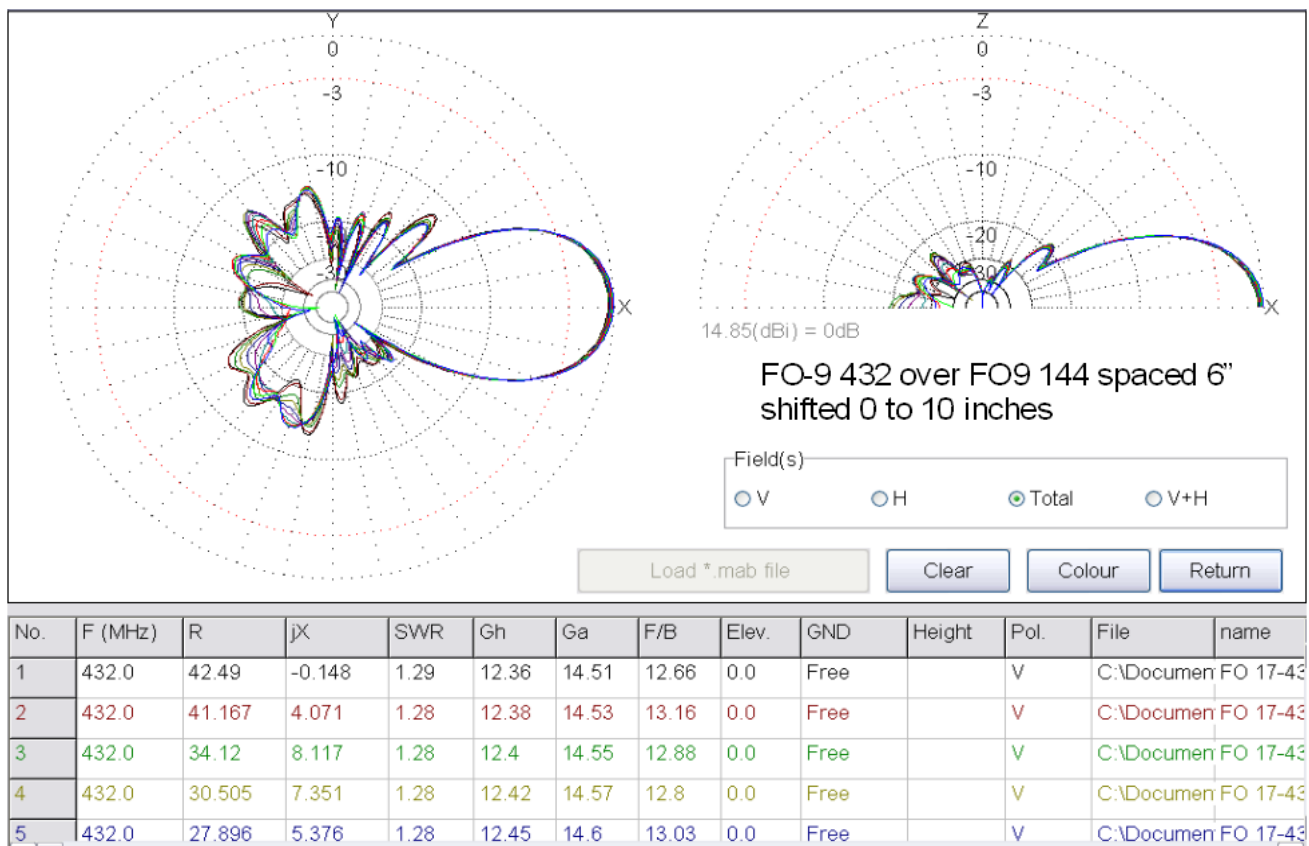 Y
0
-3
-10
-20
-3
X
Z
0
-3
-10
-20
-30
X
14.85(dBi) = 0dB
FO-9 432 over FO9 144 spaced 6”
shifted 0 to 10 inches
Field(s)
V H Total V+H
Load *.mab file Clear Colour Return
No. F (MHz) R jX SWR Gh Ga F/B Elev. GND Height Pol. File name
1 432.0 42.49 -0.148 1.29 12.36 14.51 12.66 0.0 Free V C:\Documen FO 17-43
2 432.0 41.167 4.071 1.28 12.38 14.53 13.16 0.0 Free V C:\Documen FO 17-43
3 432.0 34.12 8.117 1.28 12.4 14.55 12.88 0.0 Free V C:\Documen FO 17-43
4 432.0 30.505 7.351 1.28 12.42 14.57 12.8 0.0 Free V C:\Documen FO 17-43
5 432.0 27.896 5.376 1.28 12.45 14.6 13.03 0.0 Free V C:\Documen FO 17-43